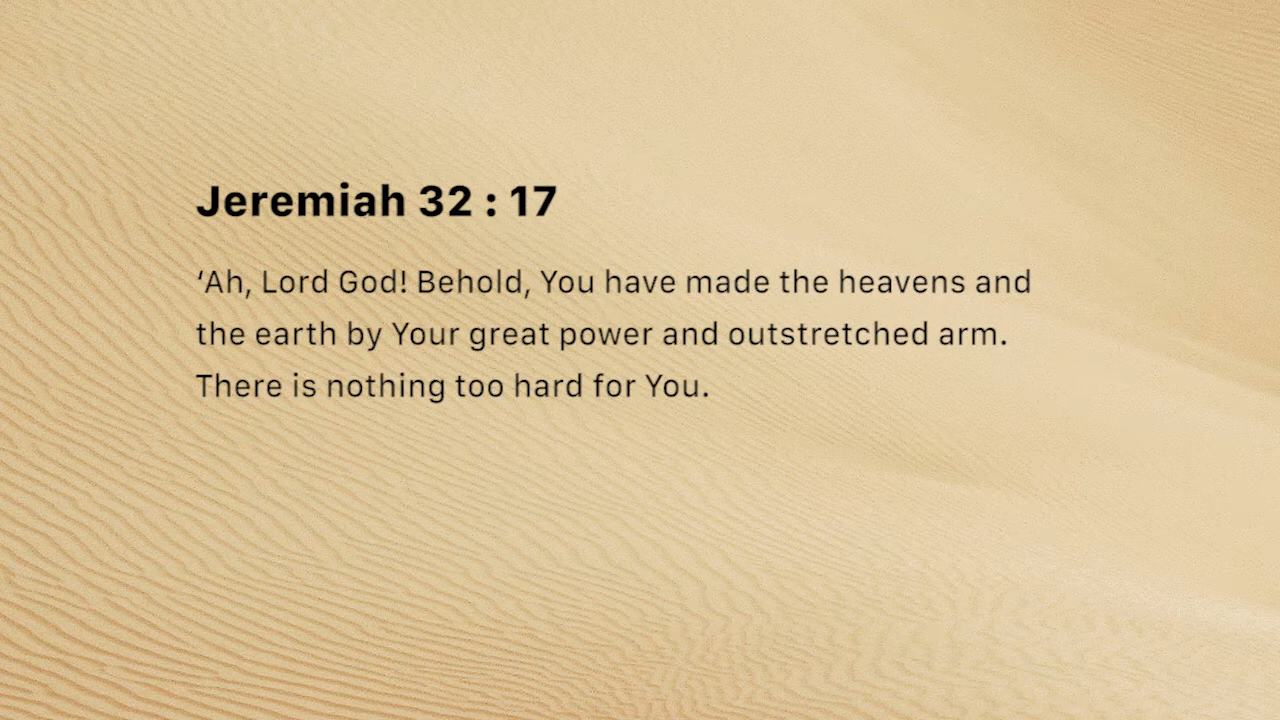 Jeremiah 32 : 17
‘Ah, Lord God! Behold, You have made the heavens and
the earth by Your great power and outstretched arm.
There is nothing too hard for You.